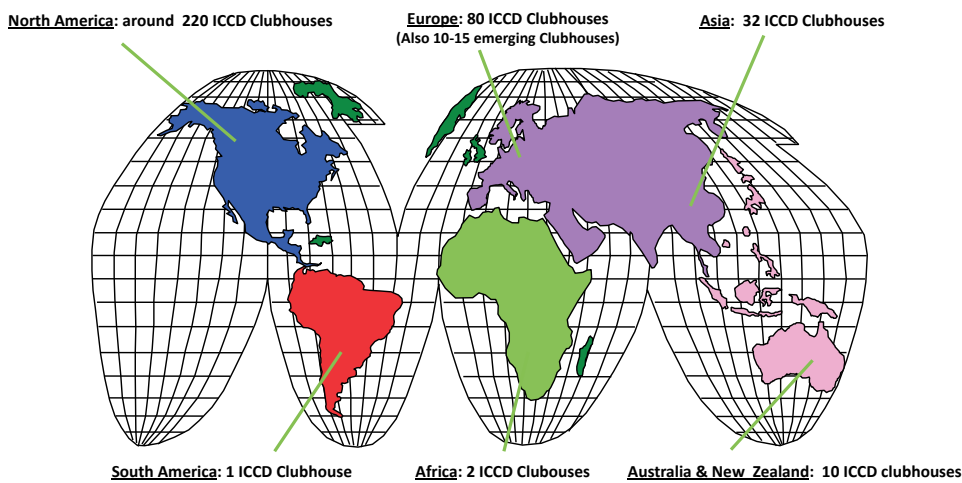 North America: around 220 ICCD Clubhouses
Europe: 80 ICCD Clubhouses
(Also 10-15 emerging Clubhouses)
Asia: 32 ICCD Clubhouses
South America: 1 ICCD Clubhouse
Africa: 2 ICCD Clubouses
Australia & New Zealand: 10 ICCD clubhouses